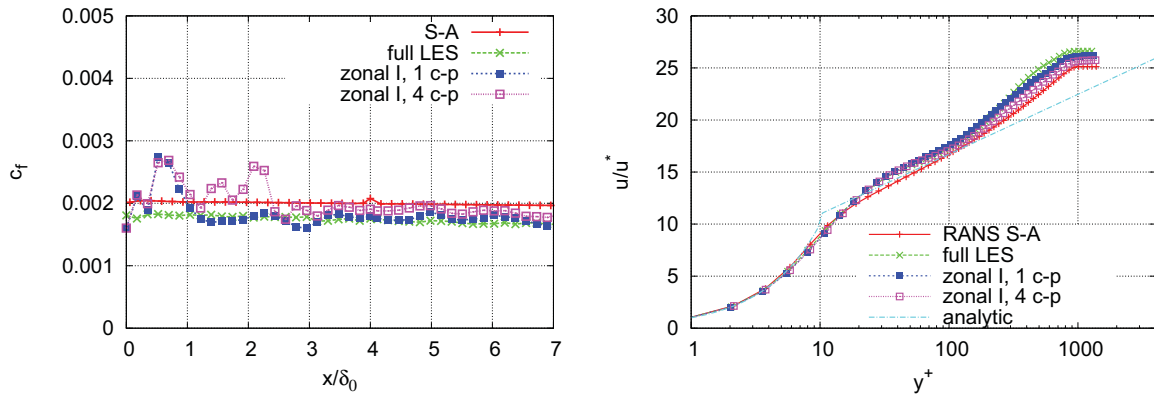 0.005
0.004
0.003
0.002
0.001
0
c_f
0 1 2 3 4 5 6 7
x/δ_0
S-A
full LES
zonal I, 1 c-p
zonal I, 4 c-p
30
25
20
15
10
5
0
u/u^*
1 10 100 1000
y^+
RANS S-A
full LES
zonal I, 1 c-p
zonal I, 4 c-p
analytic